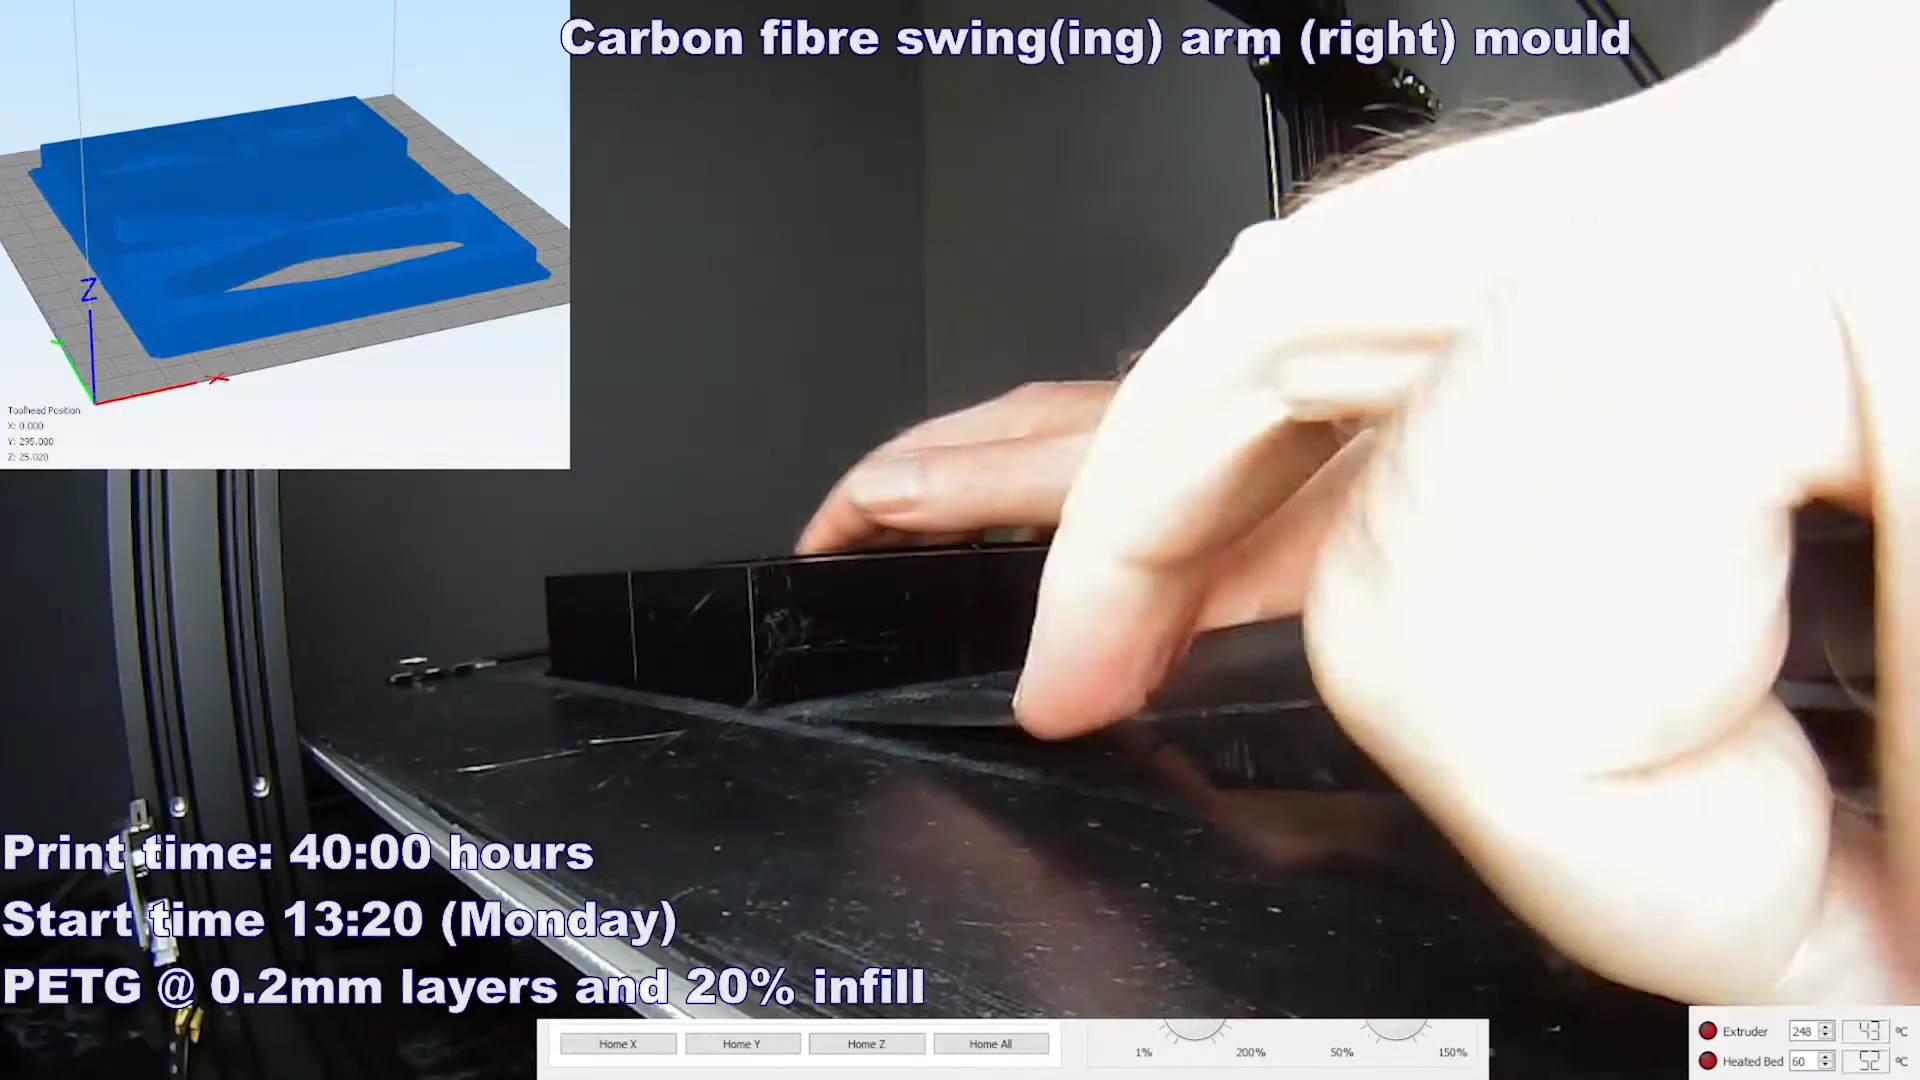 Carbon fibre swing(ing) arm (right) mould
Z
X
Toolhead Position
X: 0.000
Y: 295.000
Z: 25.020
Print time: 40:00 hours
Start time 13:20 (Monday)
PETG @ 0.2mm layers and 20% infill
Home X Home Y Home Z Home All
1% 200% 50% 150%
Extruder 248 43 °C
Heated Bed 60 52 °C